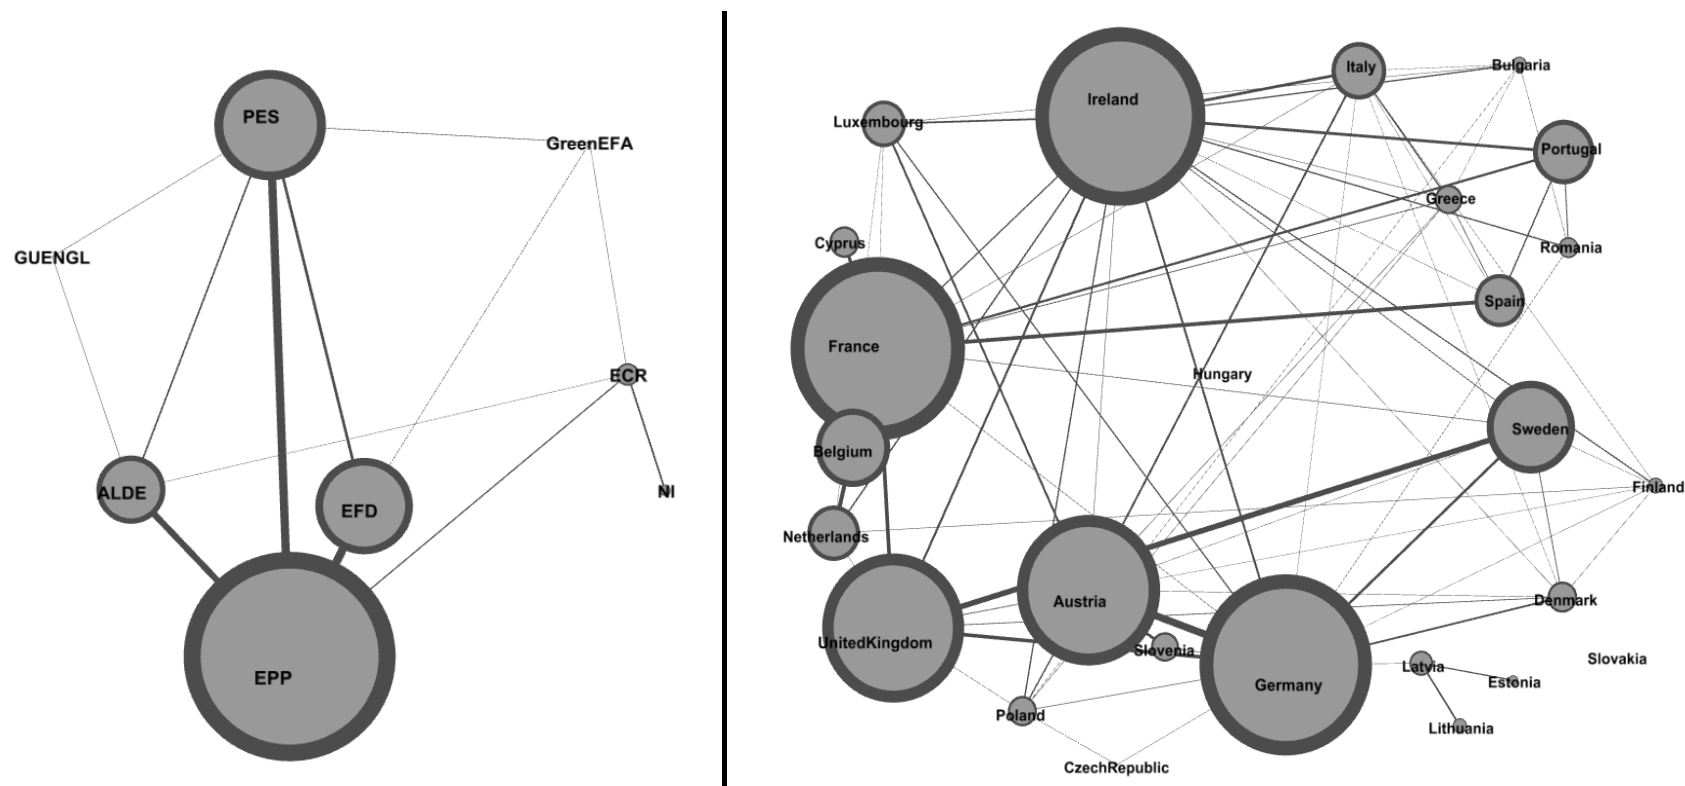 PES
GreenEFA
GUENGL
ECR
ALDE
NI
EFD
EPP
Ireland
Italy
Bulgaria
Luxembourg
Portugal
Greece
Cyprus
Romania
Spain
France
Hungary
Sweden
Belgium
Finland
Netherlands
Austria
Denmark
UnitedKingdom
Slovenia
Slovakia
Latvia
Germany
Estonia
Poland
Lithuania
CzechRepublic